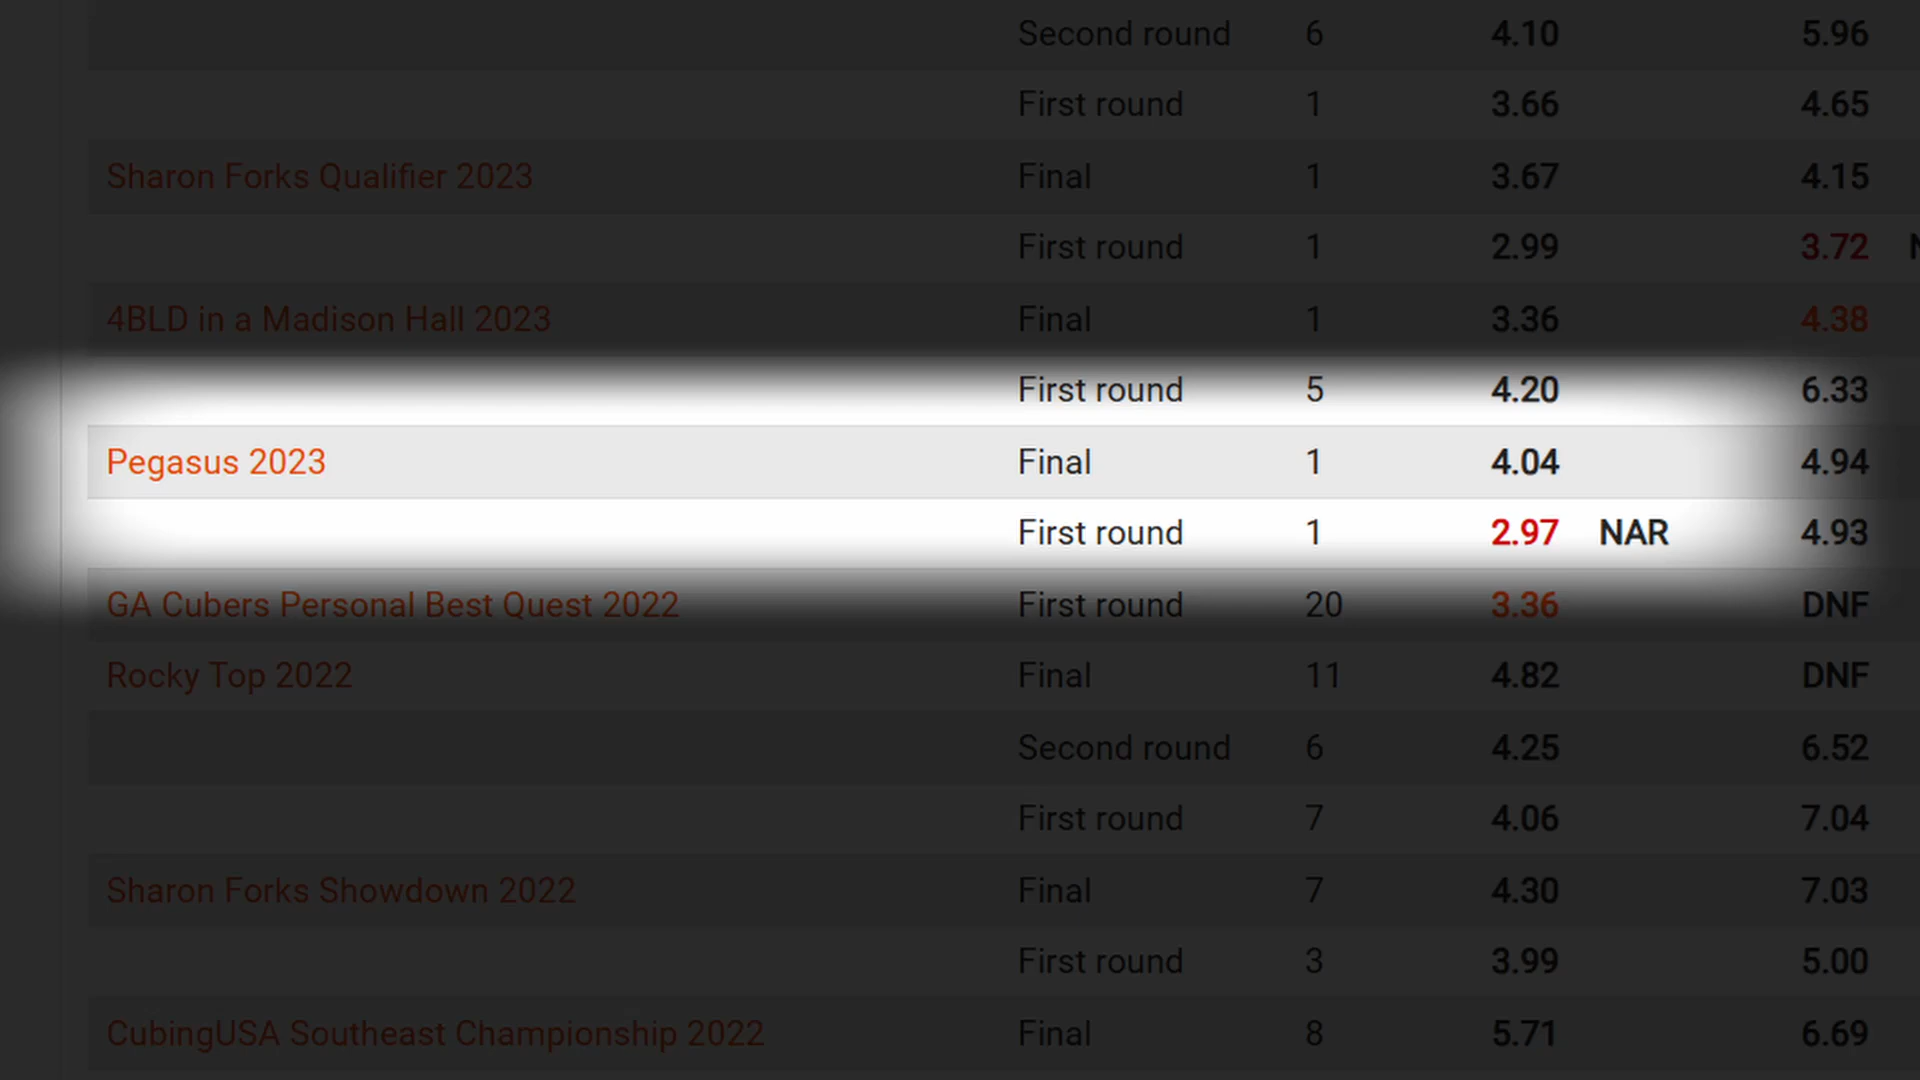 Second round 6 4.10 5.96
First round 1 3.66 4.65
Sharon Forks Qualifier 2023 Final 1 3.67 4.15
First round 1 2.99 3.72
4BLD in a Madison Hall 2023 Final 1 3.36 4.38
First round 5 4.20 6.33
Pegasus 2023 Final 1 4.04 4.94
First round 1 2.97 NAR 4.93
GA Cubers Personal Best Quest 2022 First round 20 3.36 DNF
Rocky Top 2022 Final 11 4.82 DNF
Second round 6 4.25 6.52
First round 7 4.06 7.04
Sharon Forks Showdown 2022 Final 7 4.30 7.03
First round 3 3.99 5.00
CubingUSA Southeast Championship 2022 Final 8 5.71 6.69